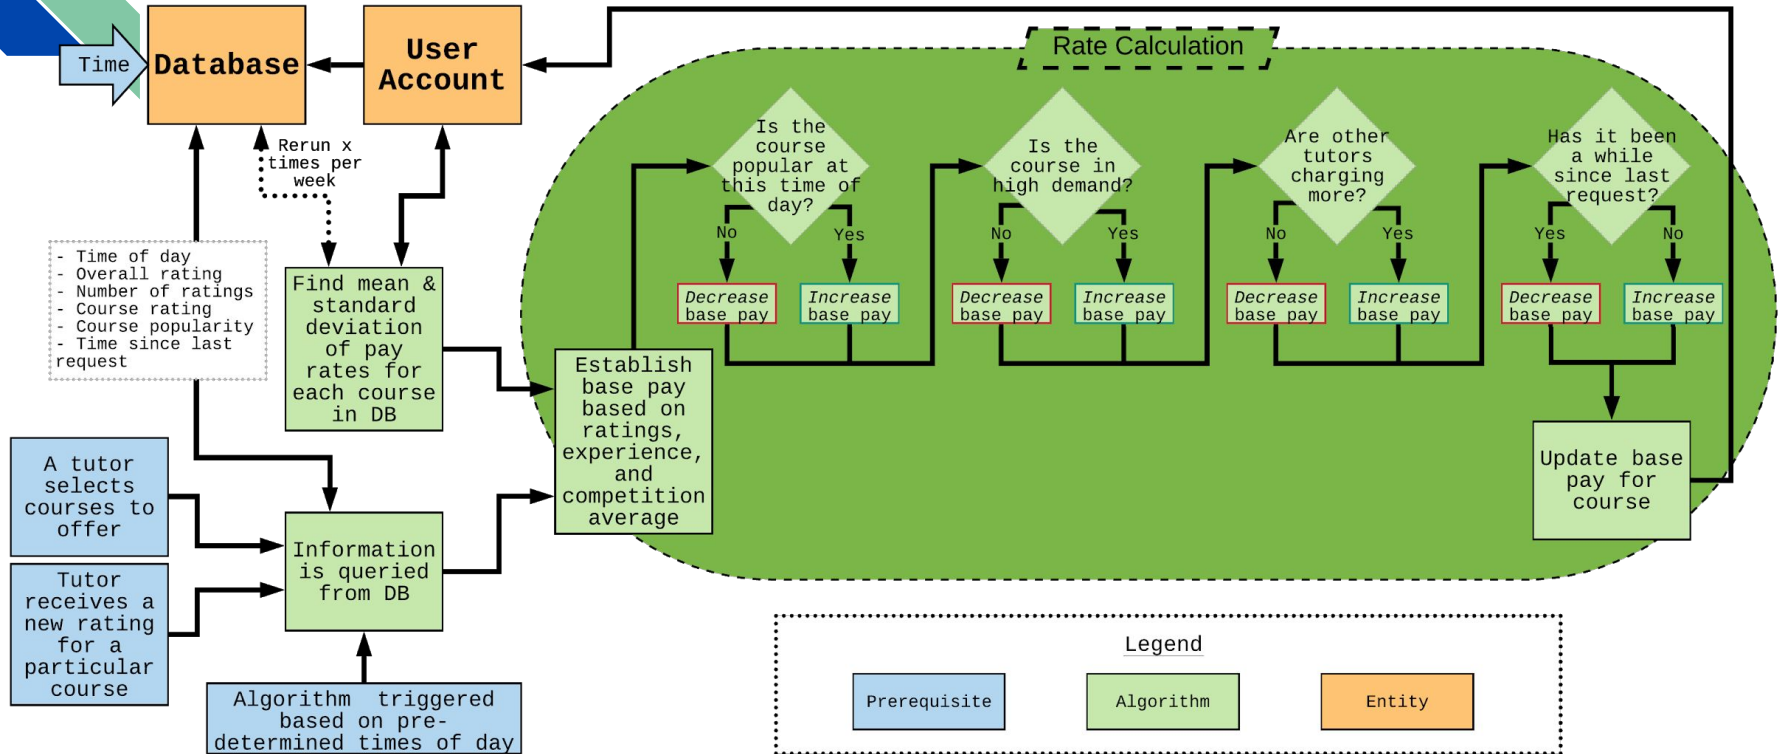 Time
Database
User
Account
Rate Calculation
Rerun x
times per
week
Is the
course
popular at
this time of
day?
No
Yes
Decrease
base pay
Increase
base pay
Is the
course in
high demand?
No
Yes
Decrease
base pay
Increase
base pay
Are other
tutors
charging
more?
No
Yes
Decrease
base pay
Increase
base pay
Has it been
a while
since last
request?
Yes
No
Decrease
base pay
Increase
base pay
- Time of day
- Overall rating
- Number of ratings
- Course rating
- Course popularity
- Time since last
request
Find mean &
standard
deviation
of pay
rates for
each course
in DB
Establish
base pay
based on
ratings,
experience,
and
competition
average
Update base
pay for
course
A tutor
selects
courses to
offer
Information
is queried
from DB
Tutor
receives a
new rating
for a
particular
course
Algorithm triggered
based on pre-
determined times of day
Legend
Prerequisite
Algorithm
Entity